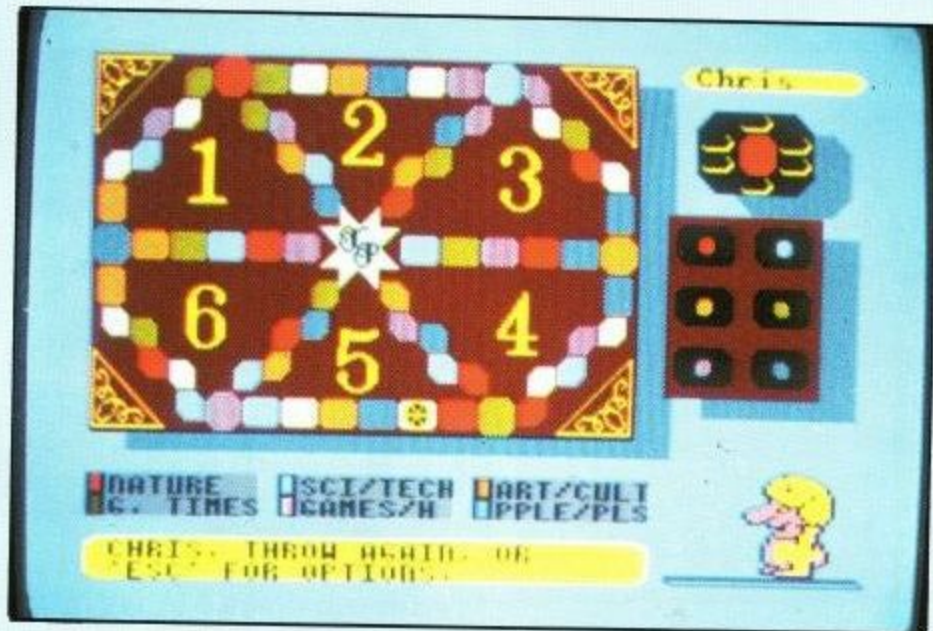 Chris
1
2
3
6
5
4
TP
NATURE SCI/TECH ART/CULT
G. TIMES GAMES/H PPLE/PLS
CHRIS, THROW AGAIN, OR
'ESC' FOR OPTIONS.